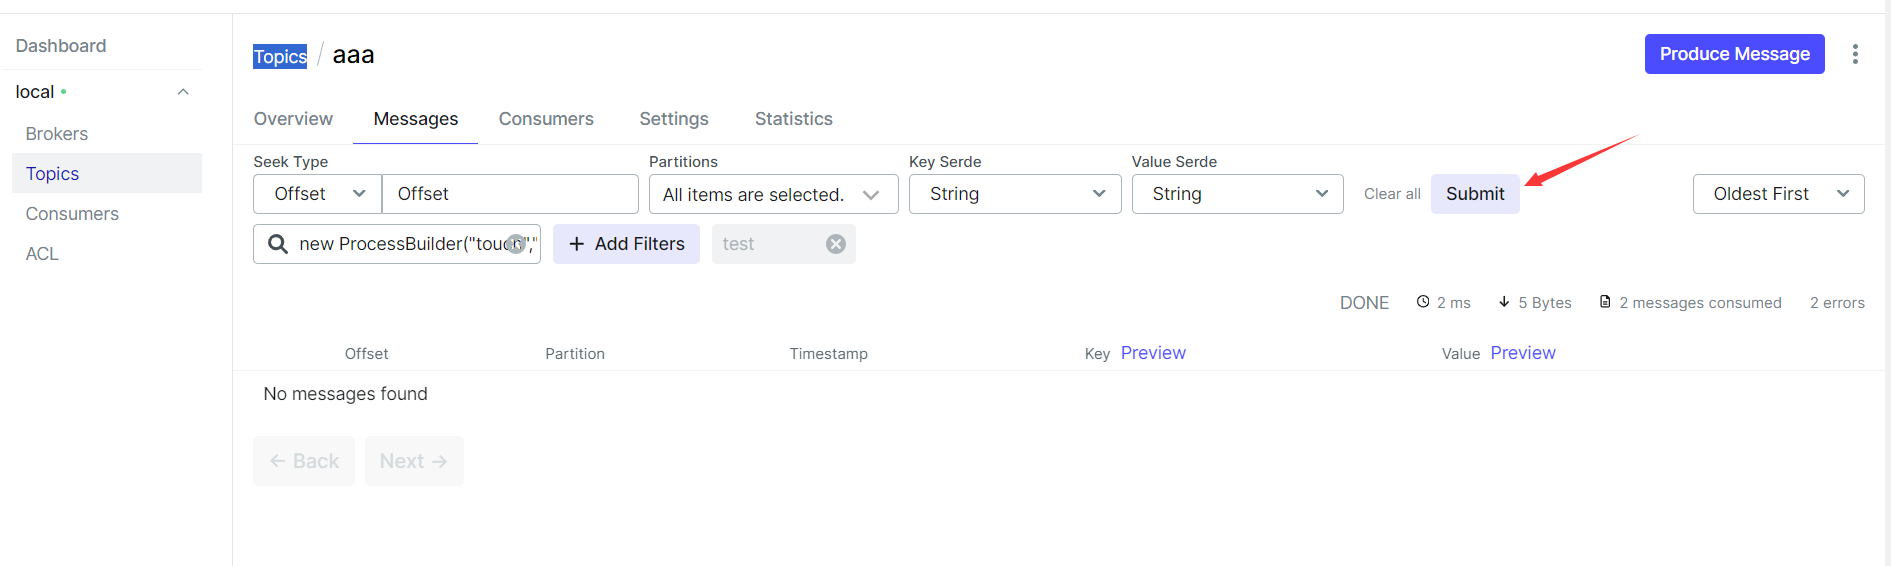 Dashboard
local
Brokers
Topics
Consumers
ACL
Topics / aaa
Produce Message
Overview Messages Consumers Settings Statistics
Seek Type Partitions Key Serde Value Serde
Offset Offset All items are selected. String String Clear all Submit Oldest First
new ProcessBuilder(" + Add Filters test
DONE 2 ms 5 Bytes 2 messages consumed 2 errors
Offset Partition Timestamp Key Preview Value Preview
No messages found
← Back Next →